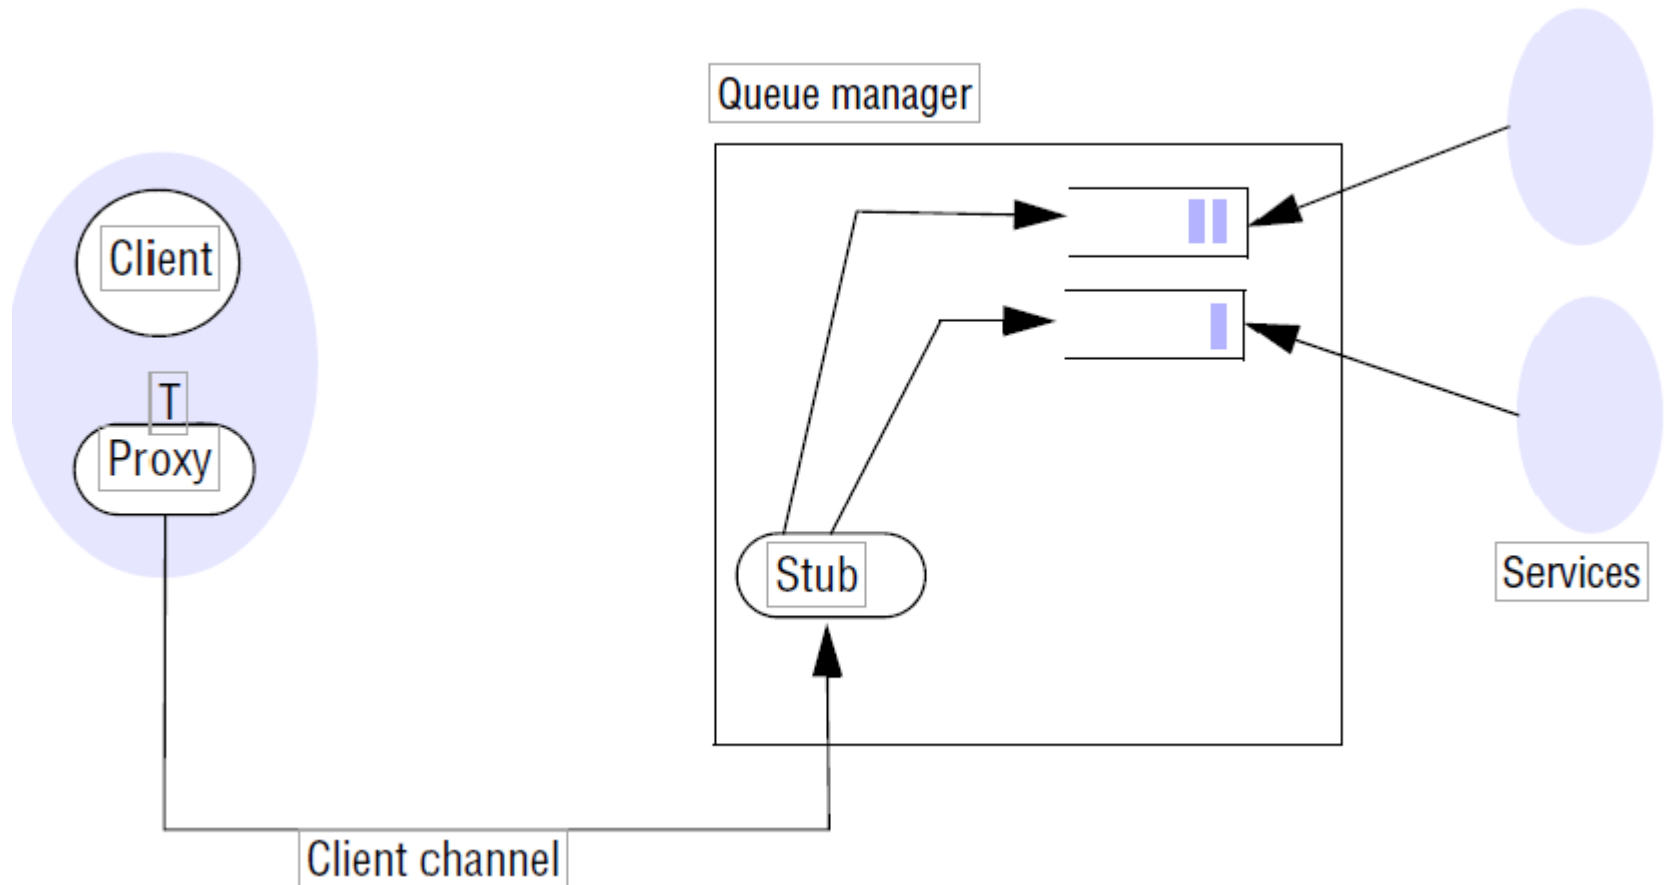 Queue manager
Client
T
Proxy
Stub
Services
Client channel